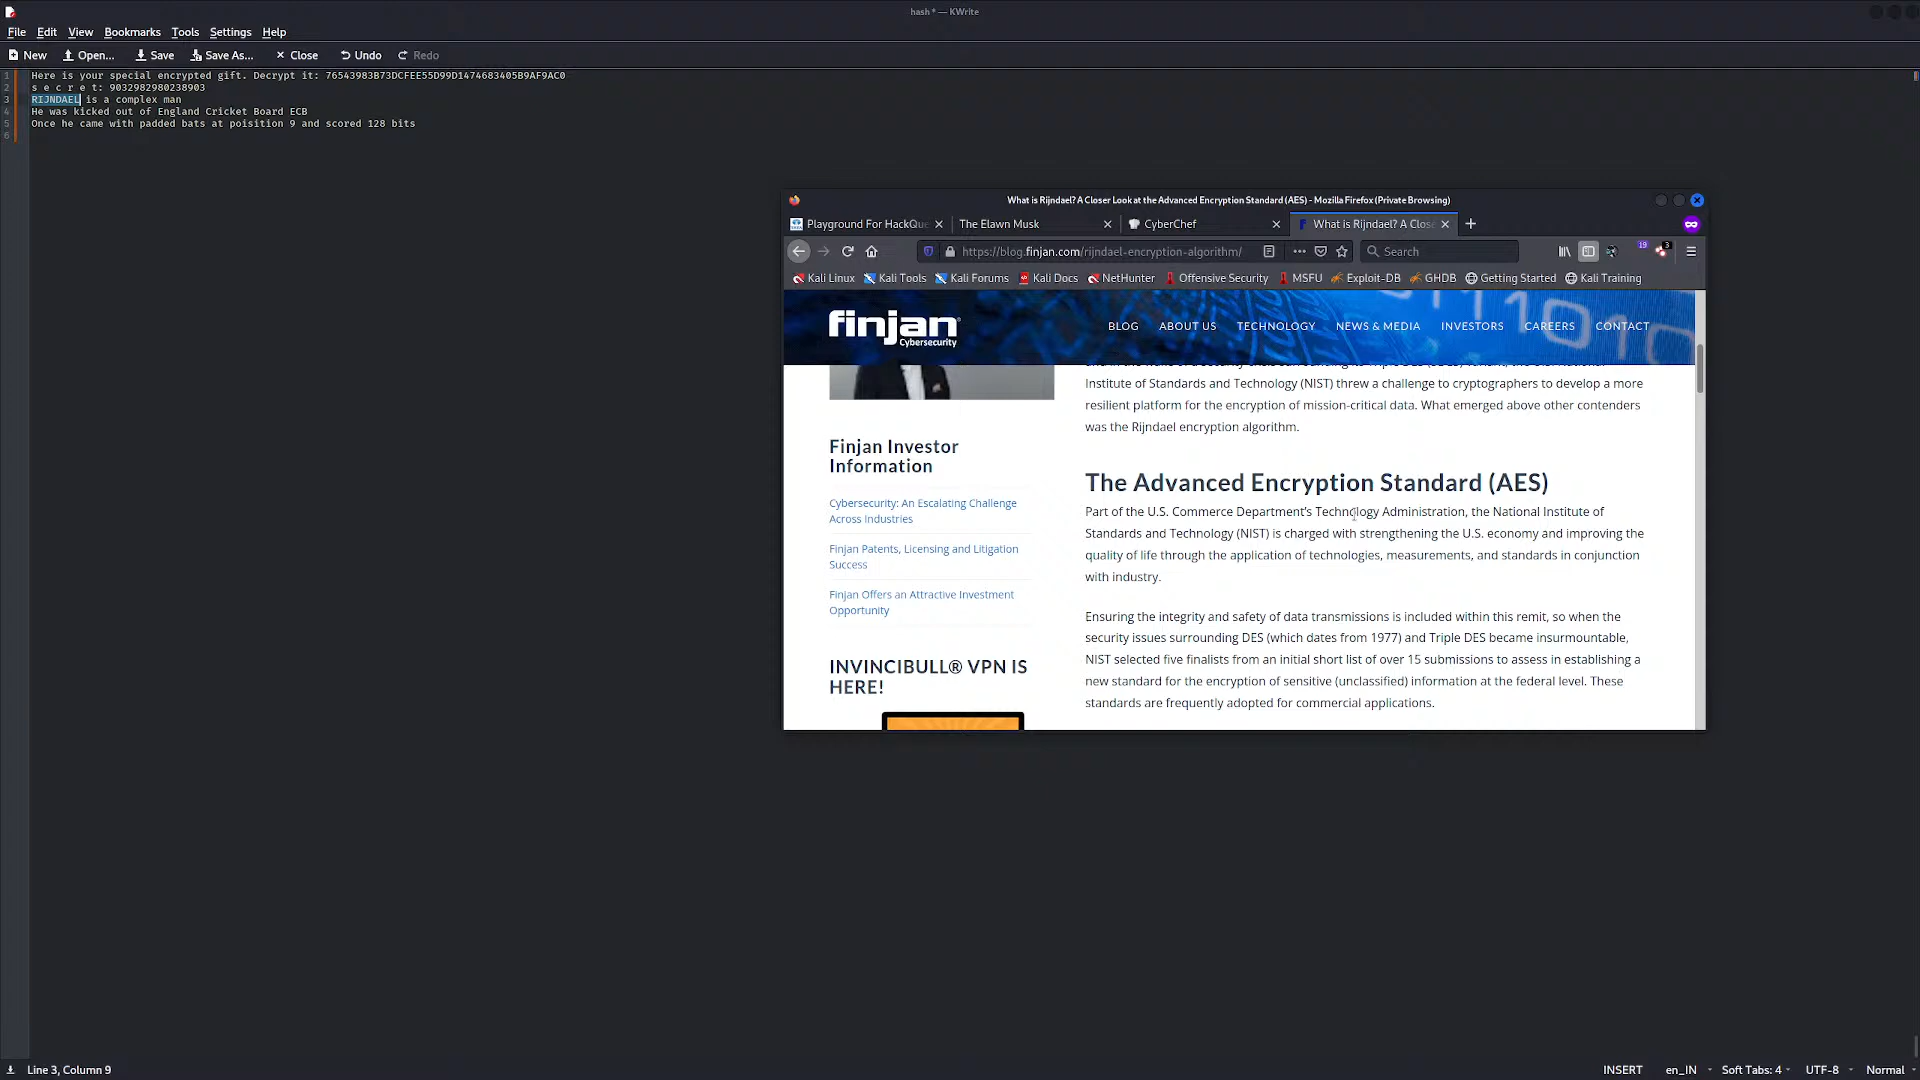 hash * — KWrite
File Edit View Bookmarks Tools Settings Help
New Open... Save Save As... Close Undo Redo
1 Here is your special encrypted gift. Decrypt it: 76543983B73DCFEE55D99D1474683405B9AF9AC0
2 s e c r e t: 9032982980238903
3 RIJNDAEL is a complex man
4 He was kicked out of England Cricket Board ECB
5 Once he came with padded bats at poisition 9 and scored 128 bits
6
What is Rijndael? A Closer Look at the Advanced Encryption Standard (AES) - Mozilla Firefox (Private Browsing)
Playground For HackQue The Elawn Musk CyberChef What is Rijndael? A Close
https://blog.finjan.com/rijndael-encryption-algorithm/ Search 19 3
Kali Linux Kali Tools Kali Forums Kali Docs NetHunter Offensive Security MSFU Exploit-DB GHDB Getting Started Kali Training
finjan Cybersecurity
BLOG ABOUT US TECHNOLOGY NEWS & MEDIA INVESTORS CAREERS CONTACT
Institute of Standards and Technology (NIST) threw a challenge to cryptographers to develop a more
resilient platform for the encryption of mission-critical data. What emerged above other contenders
was the Rijndael encryption algorithm.
Finjan Investor
Information
Cybersecurity: An Escalating Challenge
Across Industries
Finjan Patents, Licensing and Litigation
Success
Finjan Offers an Attractive Investment
Opportunity
INVINCIBULL® VPN IS
HERE!
The Advanced Encryption Standard (AES)
Part of the U.S. Commerce Department's Technology Administration, the National Institute of
Standards and Technology (NIST) is charged with strengthening the U.S. economy and improving the
quality of life through the application of technologies, measurements, and standards in conjunction
with industry.
Ensuring the integrity and safety of data transmissions is included within this remit, so when the
security issues surrounding DES (which dates from 1977) and Triple DES became insurmountable,
NIST selected five finalists from an initial short list of over 15 submissions to assess in establishing a
new standard for the encryption of sensitive (unclassified) information at the federal level. These
standards are frequently adopted for commercial applications.
Line 3, Column 9 INSERT en_IN Soft Tabs: 4 UTF-8 Normal